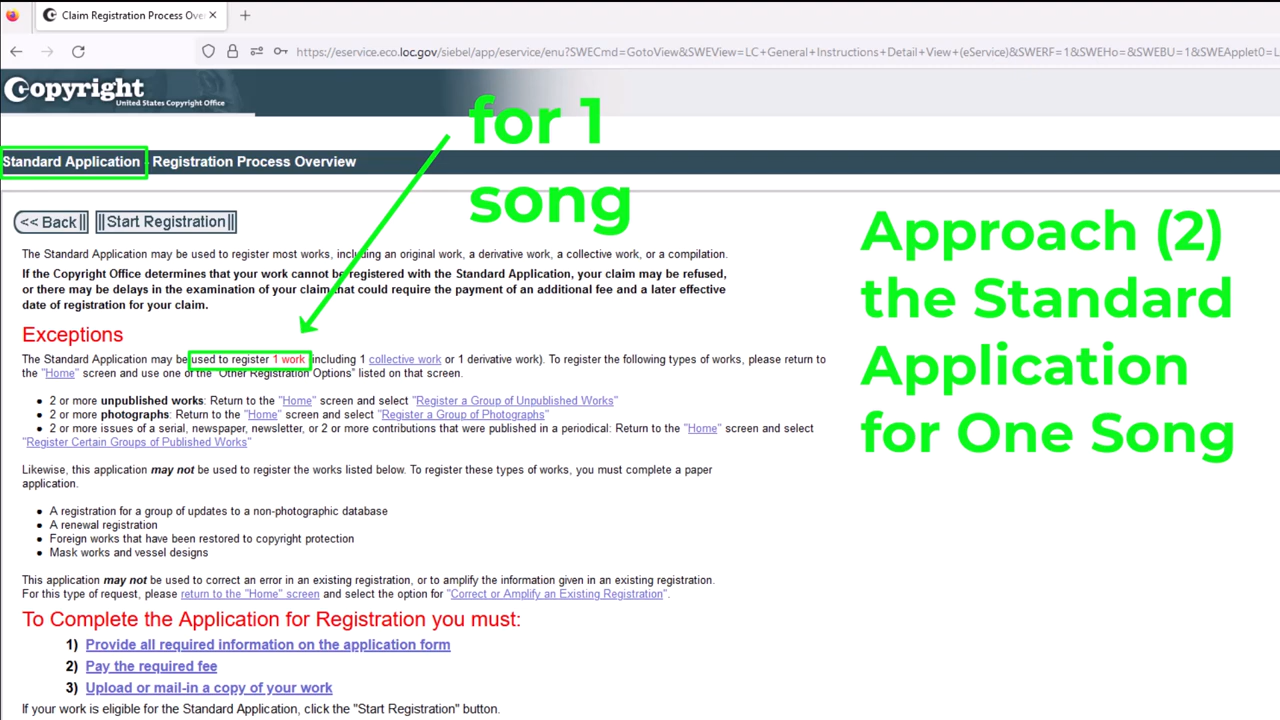 Claim Registration Process Ove
https://eservice.eco.loc.gov/siebel/app/eservice/enu?SWECmd=GotoView&SWEView=LC+General+Instructions+Detail+View+(eService)&SWERF=1&SWEHo=&SWEBU=1&SWEApplet0=L
Copyright
United States Copyright Office
for 1
song
Standard Application - Registration Process Overview
<< Back
Start Registration
Approach (2)
the Standard
Application
for One Song
The Standard Application may be used to register most works, including an original work, a derivative work, a collective work, or a compilation.
If the Copyright Office determines that your work cannot be registered with the Standard Application, your claim may be refused,
or there may be delays in the examination of your claim that could require the payment of an additional fee and a later effective
date of registration for your claim.
Exceptions
The Standard Application may be used to register 1 work (including 1 collective work or 1 derivative work). To register the following types of works, please return to
the "Home" screen and use one of the "Other Registration Options" listed on that screen.
• 2 or more unpublished works: Return to the "Home" screen and select "Register a Group of Unpublished Works"
• 2 or more photographs: Return to the "Home" screen and select "Register a Group of Photographs"
• 2 or more issues of a serial, newspaper, newsletter, or 2 or more contributions that were published in a periodical: Return to the "Home" screen and select
"Register Certain Groups of Published Works"
Likewise, this application may not be used to register the works listed below. To register these types of works, you must complete a paper
application.
• A registration for a group of updates to a non-photographic database
• A renewal registration
• Foreign works that have been restored to copyright protection
• Mask works and vessel designs
This application may not be used to correct an error in an existing registration, or to amplify the information given in an existing registration.
For this type of request, please return to the "Home" screen and select the option for "Correct or Amplify an Existing Registration".
To Complete the Application for Registration you must:
1) Provide all required information on the application form
2) Pay the required fee
3) Upload or mail-in a copy of your work
If your work is eligible for the Standard Application, click the "Start Registration" button.